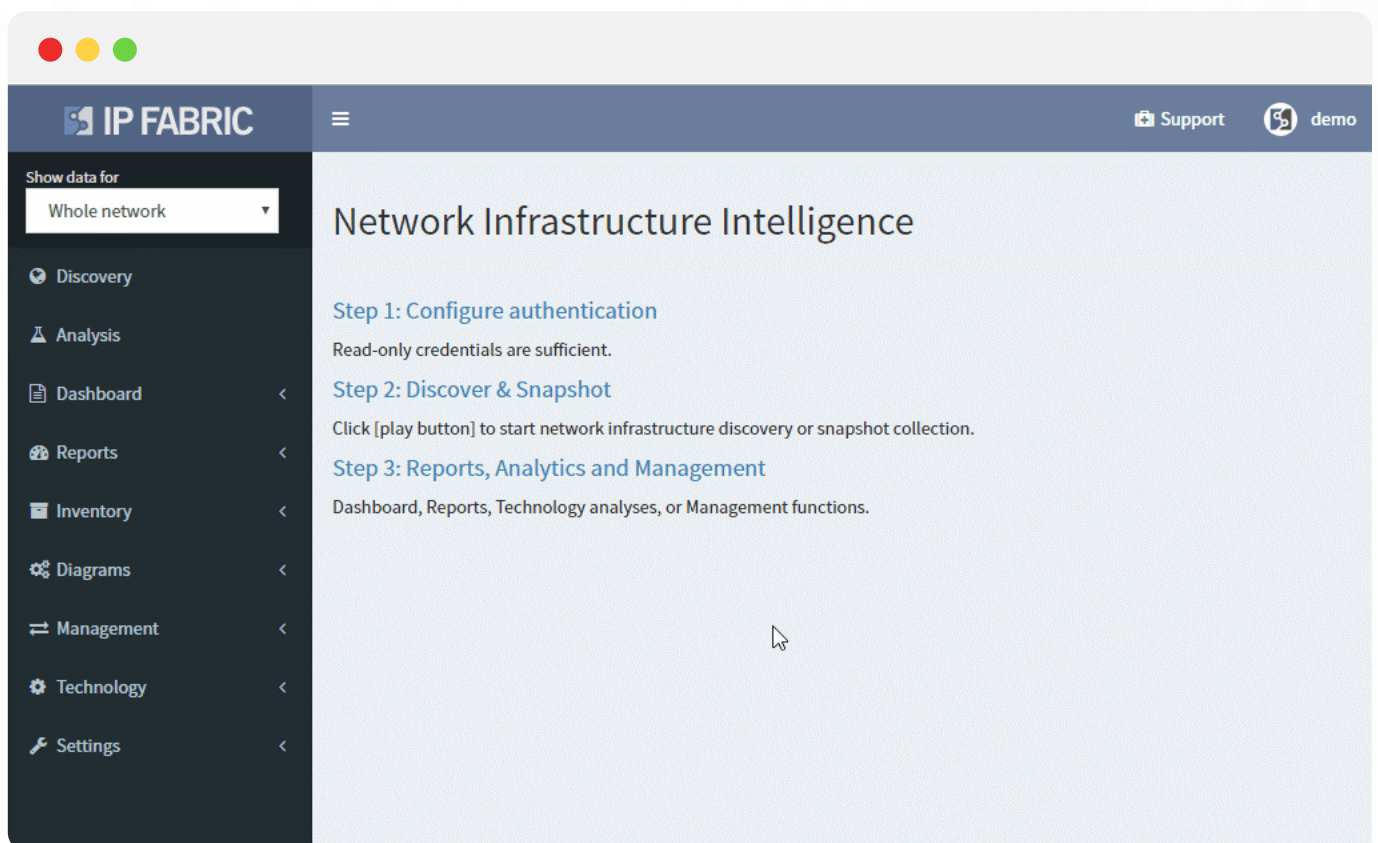 IP FABRIC
Support
demo
Show data for
Whole network
Discovery
Analysis
Dashboard
Reports
Inventory
Diagrams
Management
Technology
Settings
Network Infrastructure Intelligence
Step 1: Configure authentication
Read-only credentials are sufficient.
Step 2: Discover & Snapshot
Click [play button] to start network infrastructure discovery or snapshot collection.
Step 3: Reports, Analytics and Management
Dashboard, Reports, Technology analyses, or Management functions.